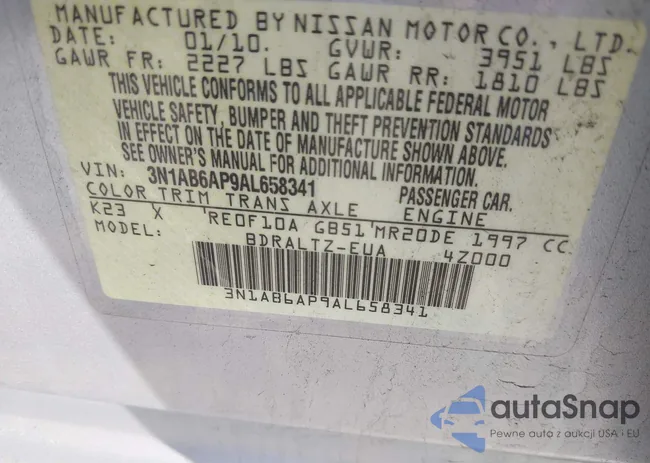 MANUFACTURED BY NISSAN MOTOR CO., LTD.
DATE: 01/10. GVWR: 3951 LBS
GAWR FR: 2227 LBS GAWR RR: 1810 LBS
THIS VEHICLE CONFORMS TO ALL APPLICABLE FEDERAL MOTOR
VEHICLE SAFETY, BUMPER AND THEFT PREVENTION STANDARDS
IN EFFECT ON THE DATE OF MANUFACTURE SHOWN ABOVE.
SEE OWNER'S MANUAL FOR ADDITIONAL INFORMATION.
VIN: 3N1AB6AP9AL658341 PASSENGER CAR.
COLOR TRIM TRANS AXLE ENGINE
K23 X 'RE0F10A GB51'MR20DE 1997 CC
MODEL: BDRALTZ-EUA 4Z000
3N1AB6AP9AL658341
autoSnap
Pewne auta z aukcji USA i EU